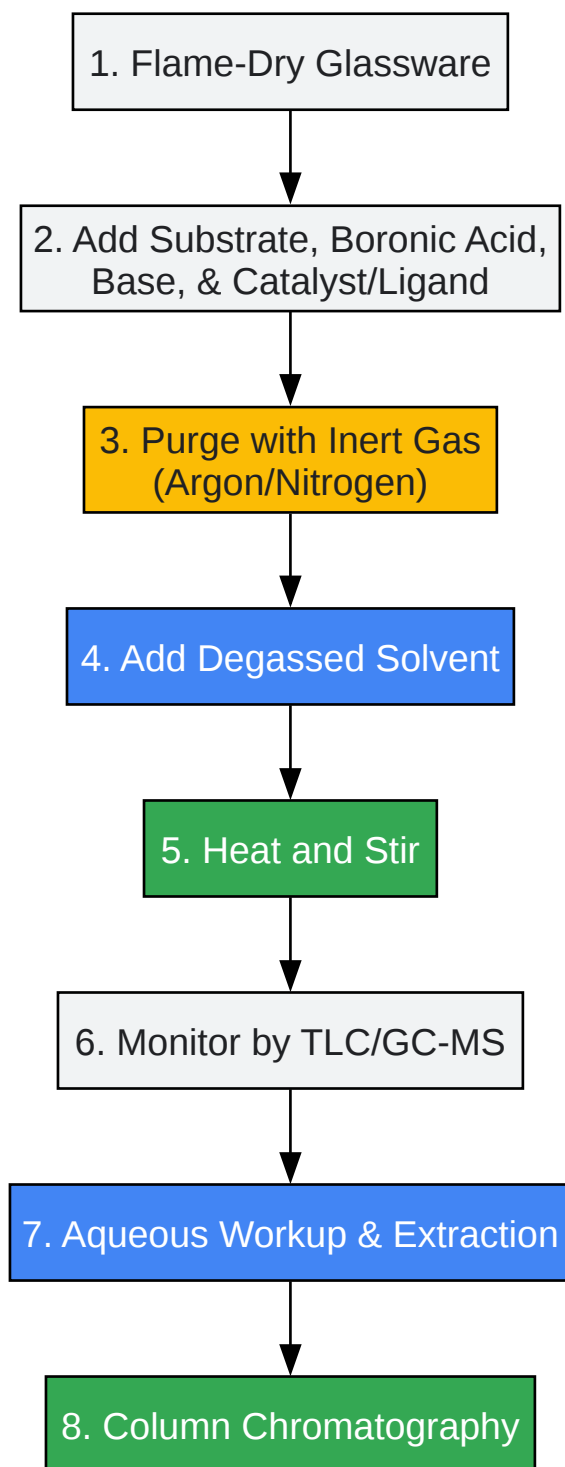 1. Flame-Dry Glassware
2. Add Substrate, Boronic Acid,
Base, & Catalyst/Ligand
3. Purge with Inert Gas
(Argon/Nitrogen)
4. Add Degassed Solvent
5. Heat and Stir
6. Monitor by TLC/GC-MS
7. Aqueous Workup & Extraction
8. Column Chromatography